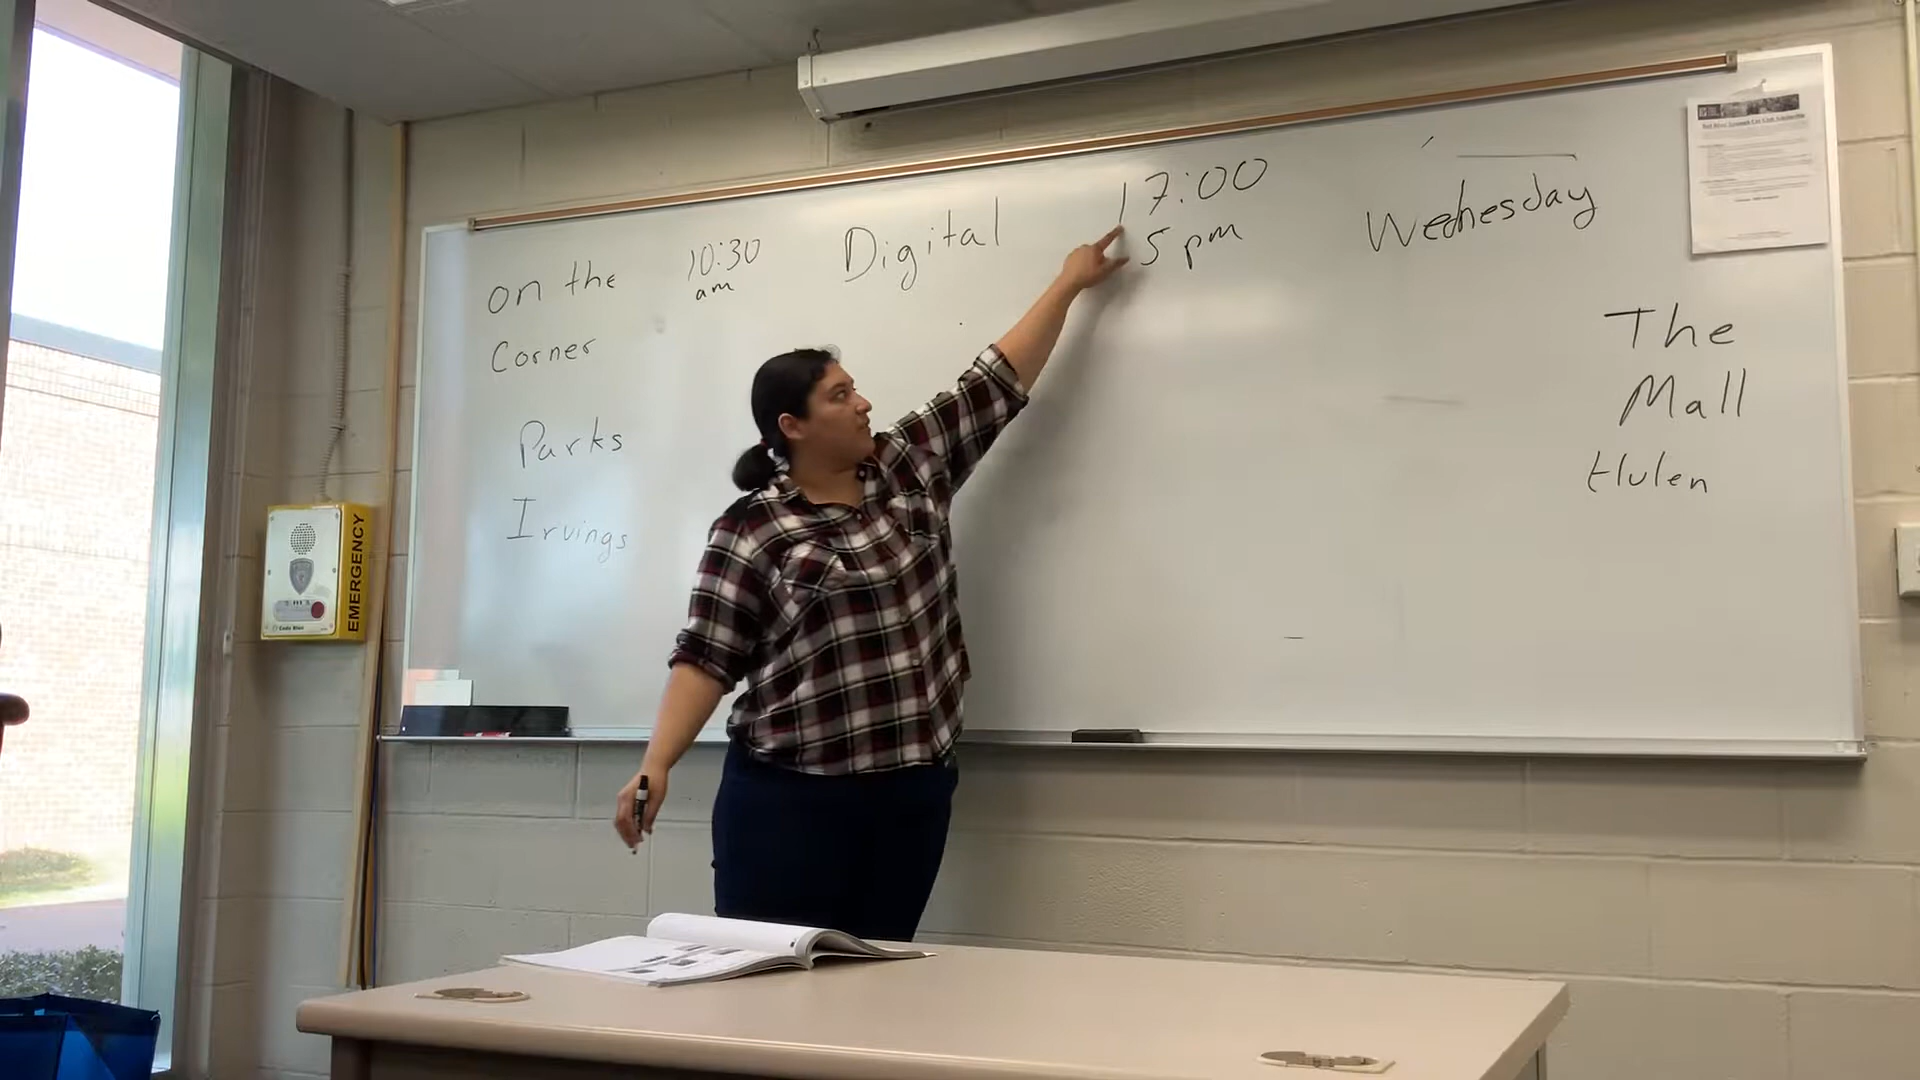 on the
Corner
Parks
Irvings
10:30
am
Digital
17:00
5 pm
Wednesday
The
Mall
Hulen
EMERGENCY